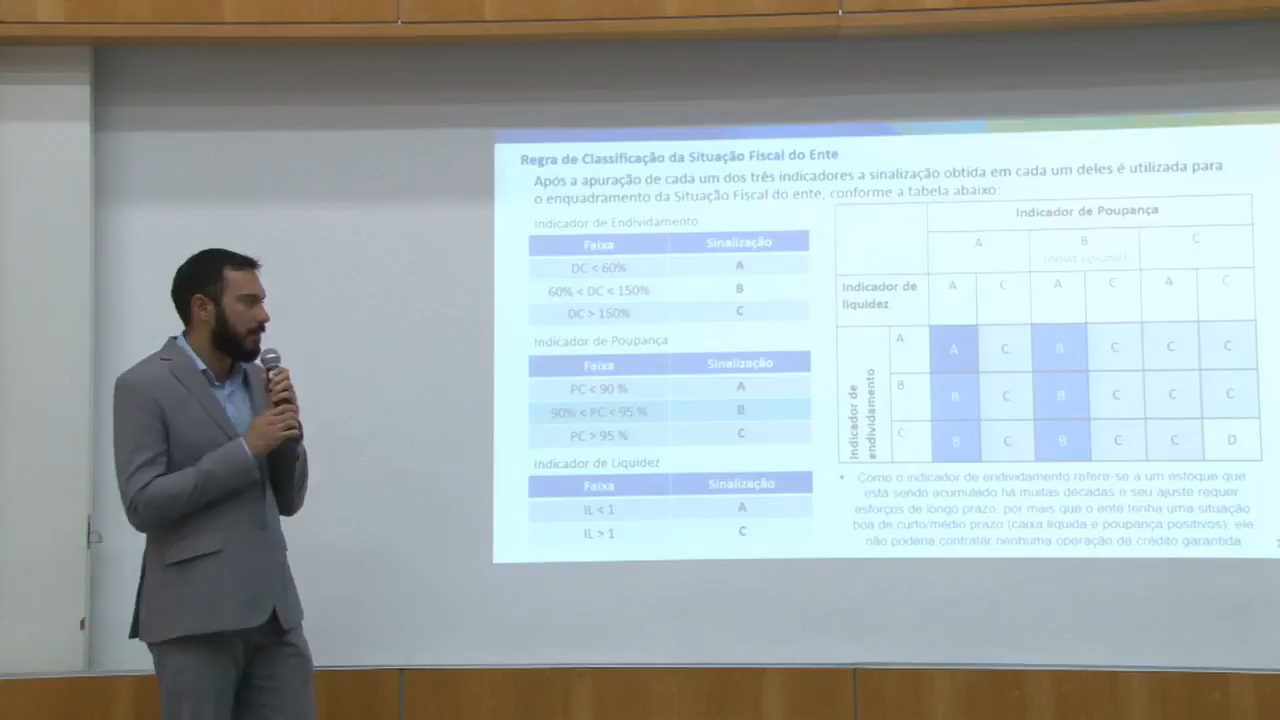 Regra de Classificação da Situação Fiscal do Ente
Após a apuração de cada um dos três indicadores a sinalização obtida em cada um deles é utilizada para
o enquadramento da Situação Fiscal do ente, conforme a tabela abaixo:
Indicador de Endividamento
Faixa Sinalização
DC < 60% A
60% < DC < 150% B
DC > 150% C
Indicador de Poupança
Faixa Sinalização
PC < 90 % A
90% < PC < 95 % B
PC > 95 % C
Indicador de Liquidez
Faixa Sinalização
IL < 1 A
IL > 1 C
Indicador de Poupança
A B C
(nova coluna)
Indicador de
liquidez
A C A C A C
Indicador de
endividamento
A A C B C C C
B B C B C C C
C B C B C C D
• Como o indicador de endividamento refere-se a um estoque que
está sendo acumulado há muitas décadas e seu ajuste requer
esforços de longo prazo, por mais que o ente tenha uma situação
boa de curto/médio prazo (caixa líquida e poupança positivos), ele
não poderia contratar nenhuma operação de crédito garantida